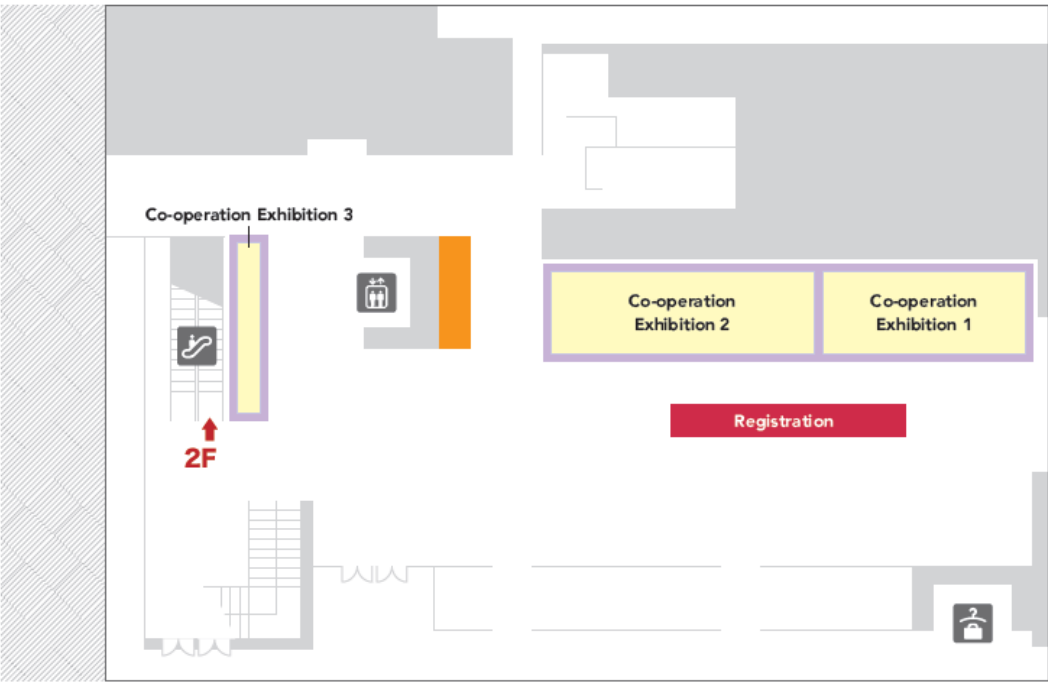 Co-operation Exhibition 3
Co-operation
Exhibition 2
Co-operation
Exhibition 1
Registration
2F